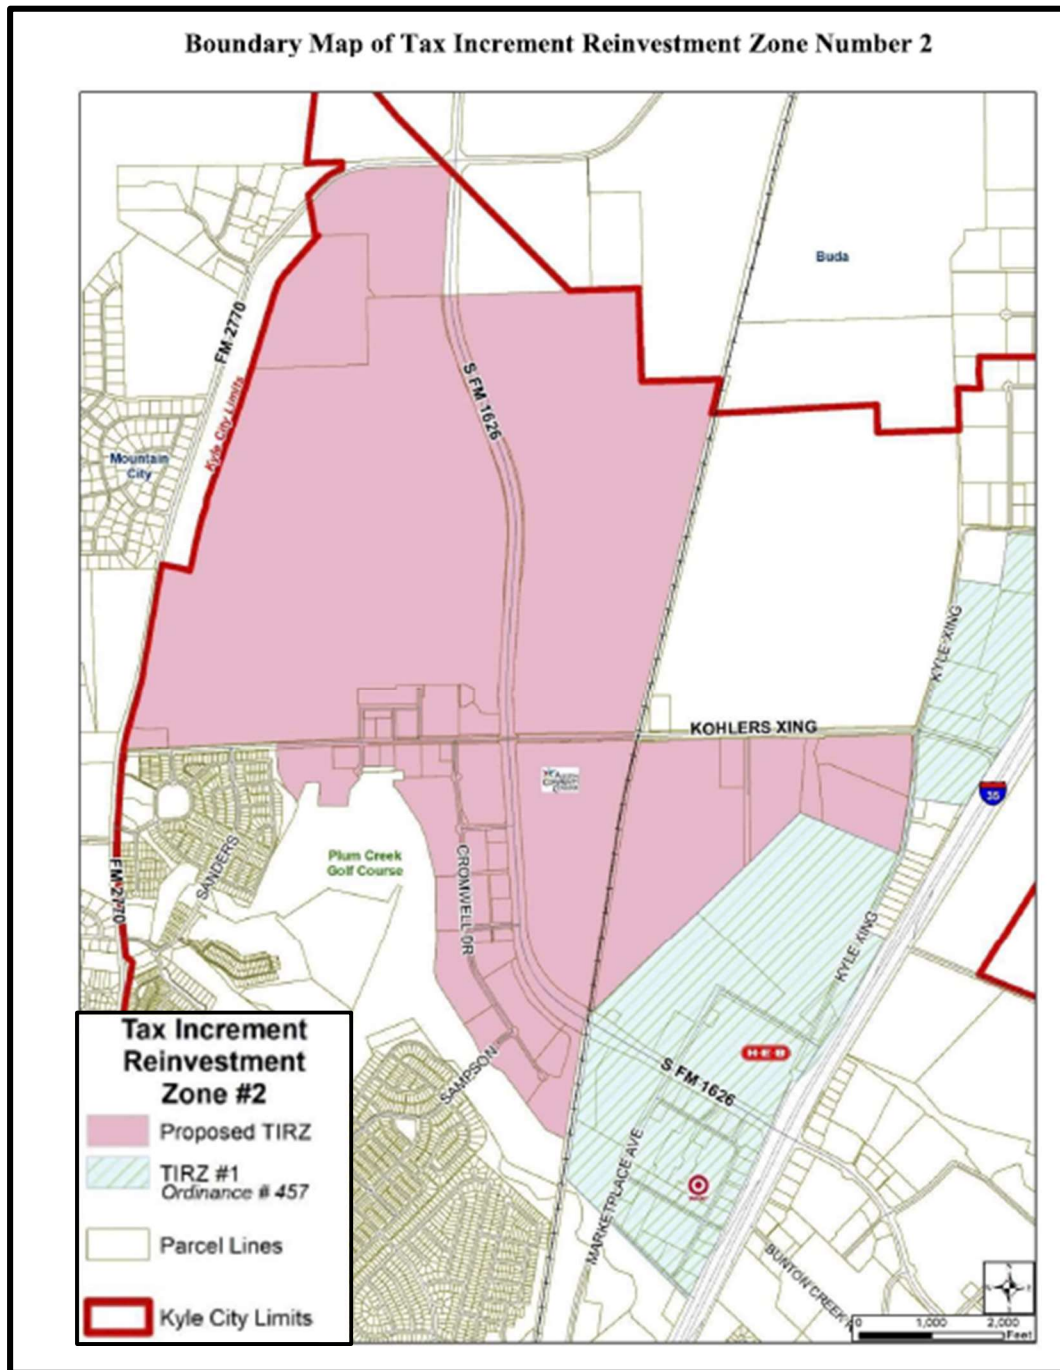 Boundary Map of Tax Increment Reinvestment Zone Number 2
Buda
FM 2770
S FM 1626
Kyle City Limits
Mountain
City
KYLE XING
KOHLERS XING
35
SANDERS
Plum Creek
Golf Course
CROMWELL DR
FM 2770
KYLE XING
SAMPSON
H-E-B
S FM 1626
MARKETPLACE AVE
BUNTON CREEK
Tax Increment
Reinvestment
Zone #2
Proposed TIRZ
TIRZ #1
Ordinance # 457
Parcel Lines
Kyle City Limits
0 1,000 2,000
Feet